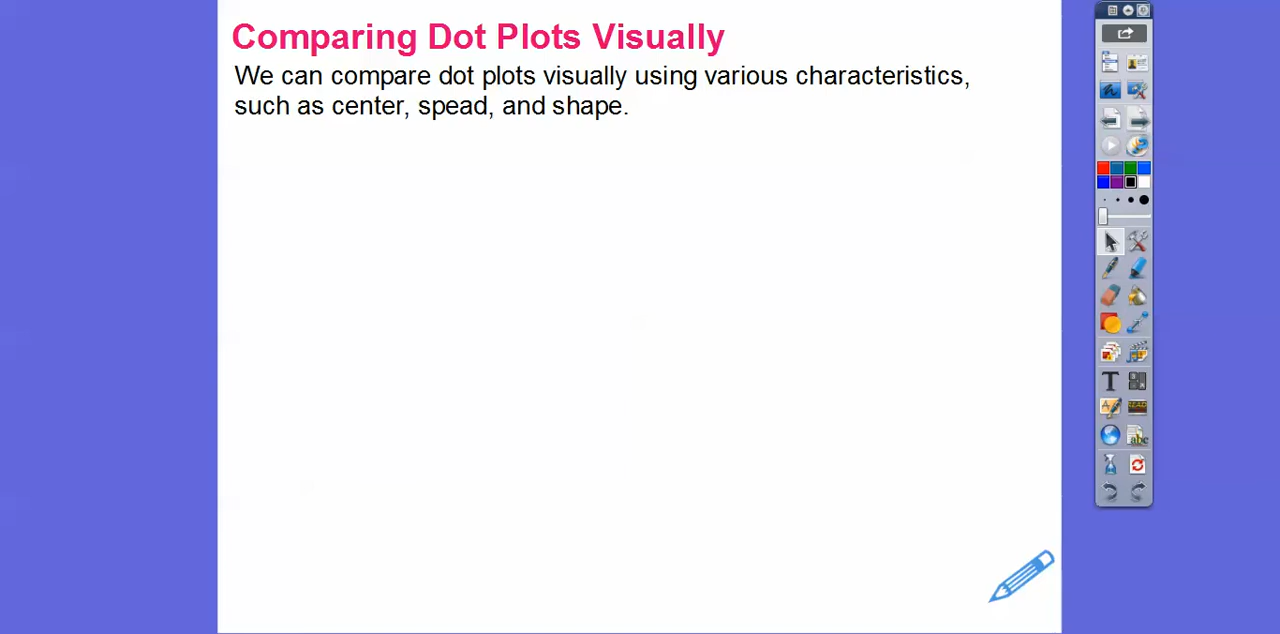 Comparing Dot Plots Visually
We can compare dot plots visually using various characteristics,
such as center, spead, and shape.